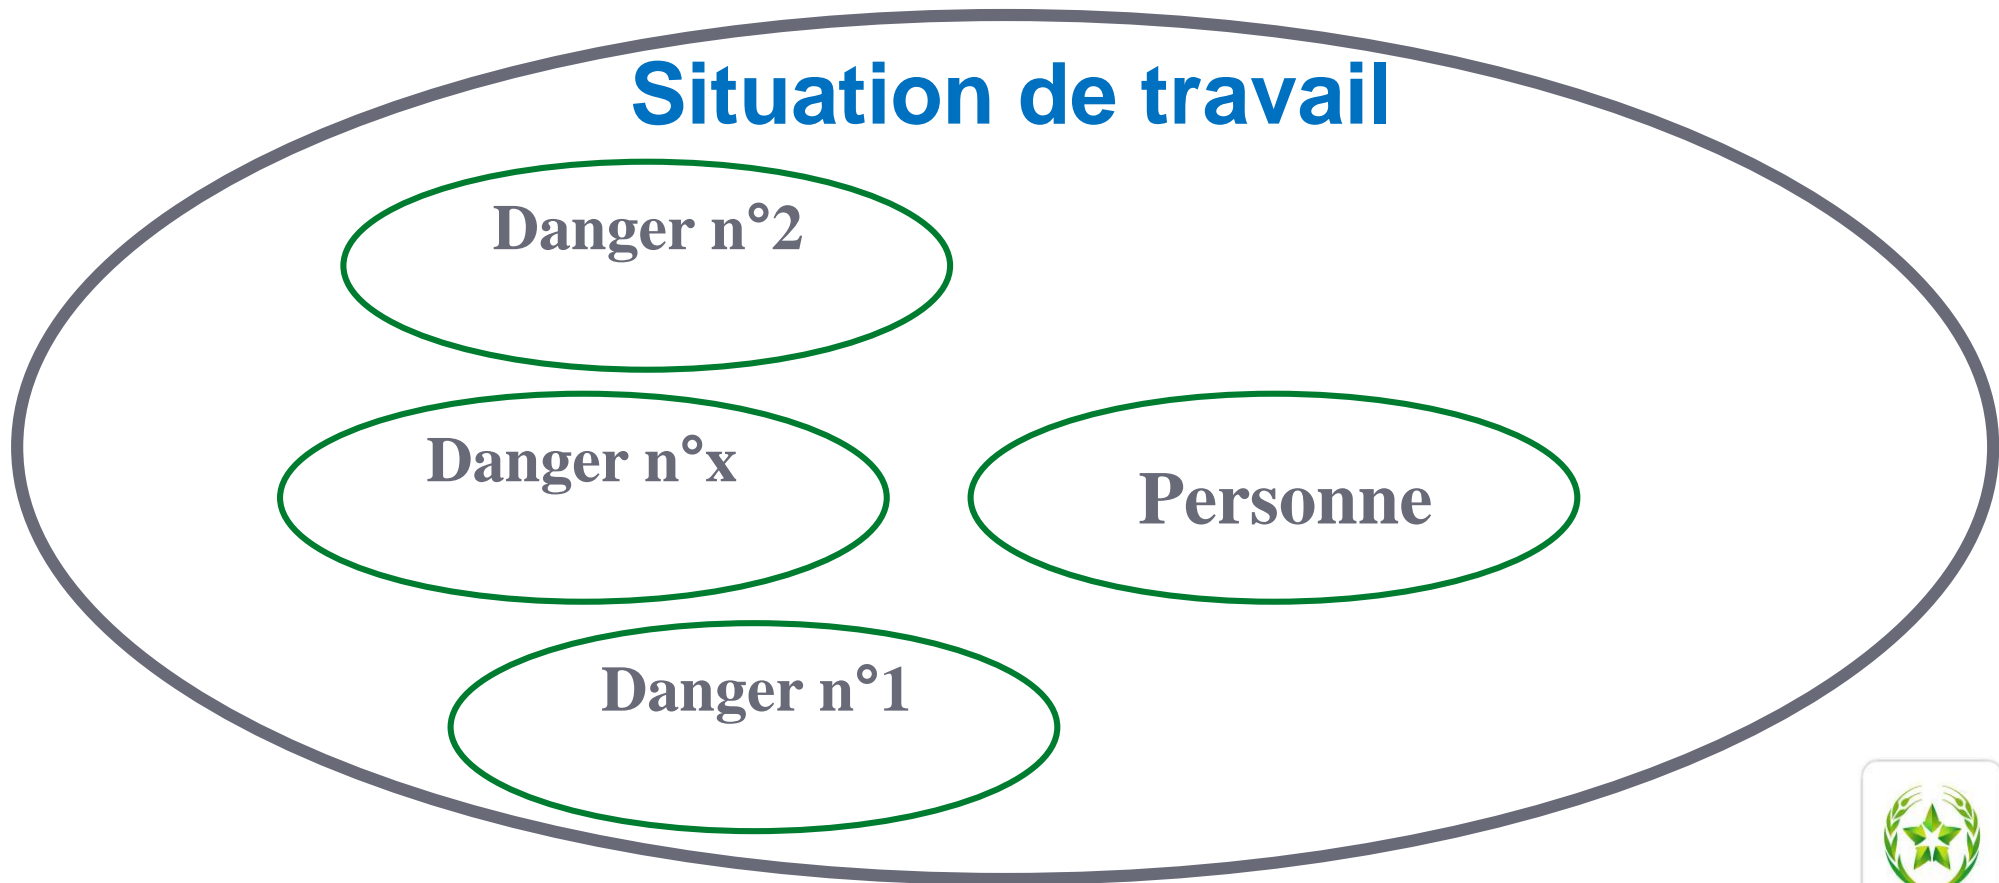 Situation de travail
Danger n°2
Danger n°x
Personne
Danger n°1